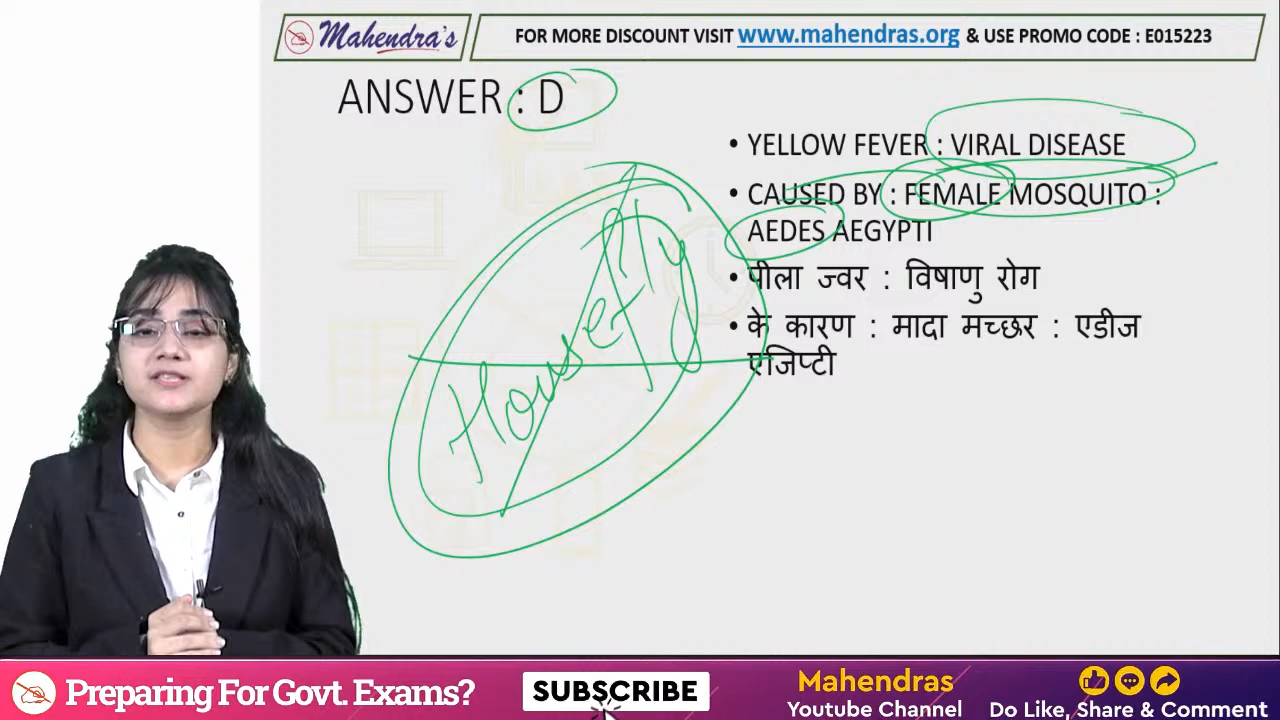 Mahendra's
FOR MORE DISCOUNT VISIT www.mahendras.org & USE PROMO CODE : E015223
ANSWER : D
• YELLOW FEVER : VIRAL DISEASE
• CAUSED BY : FEMALE MOSQUITO :
AEDES AEGYPTI
• पीला ज्वर : विषाणु रोग
• के कारण : मादा मच्छर : एडीज
एजिप्टी
Housefly
Preparing For Govt. Exams?
SUBSCRIBE
Mahendras
Youtube Channel
Do Like, Share & Comment